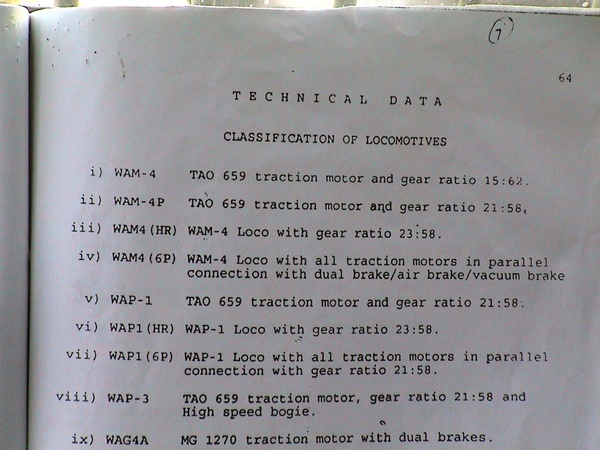 7
64
TECHNICAL DATA
CLASSIFICATION OF LOCOMOTIVES
i) WAM-4 TAO 659 traction motor and gear ratio 15:62.
ii) WAM-4P TAO 659 traction motor and gear ratio 21:58.
iii) WAM4(HR) WAM-4 Loco with gear ratio 23:58.
iv) WAM4(6P) WAM-4 Loco with all traction motors in parallel
connection with dual brake/air brake/vacuum brake
v) WAP-1 TAO 659 traction motor and gear ratio 21:58.
vi) WAP1(HR) WAP-1 Loco with gear ratio 23:58.
vii) WAP1(6P) WAP-1 Loco with all traction motors in parallel
connection with gear ratio 21:58.
viii) WAP-3 TAO 659 traction motor, gear ratio 21:58 and
High speed bogie.
ix) WAG4A MG 1270 traction motor with dual brakes.